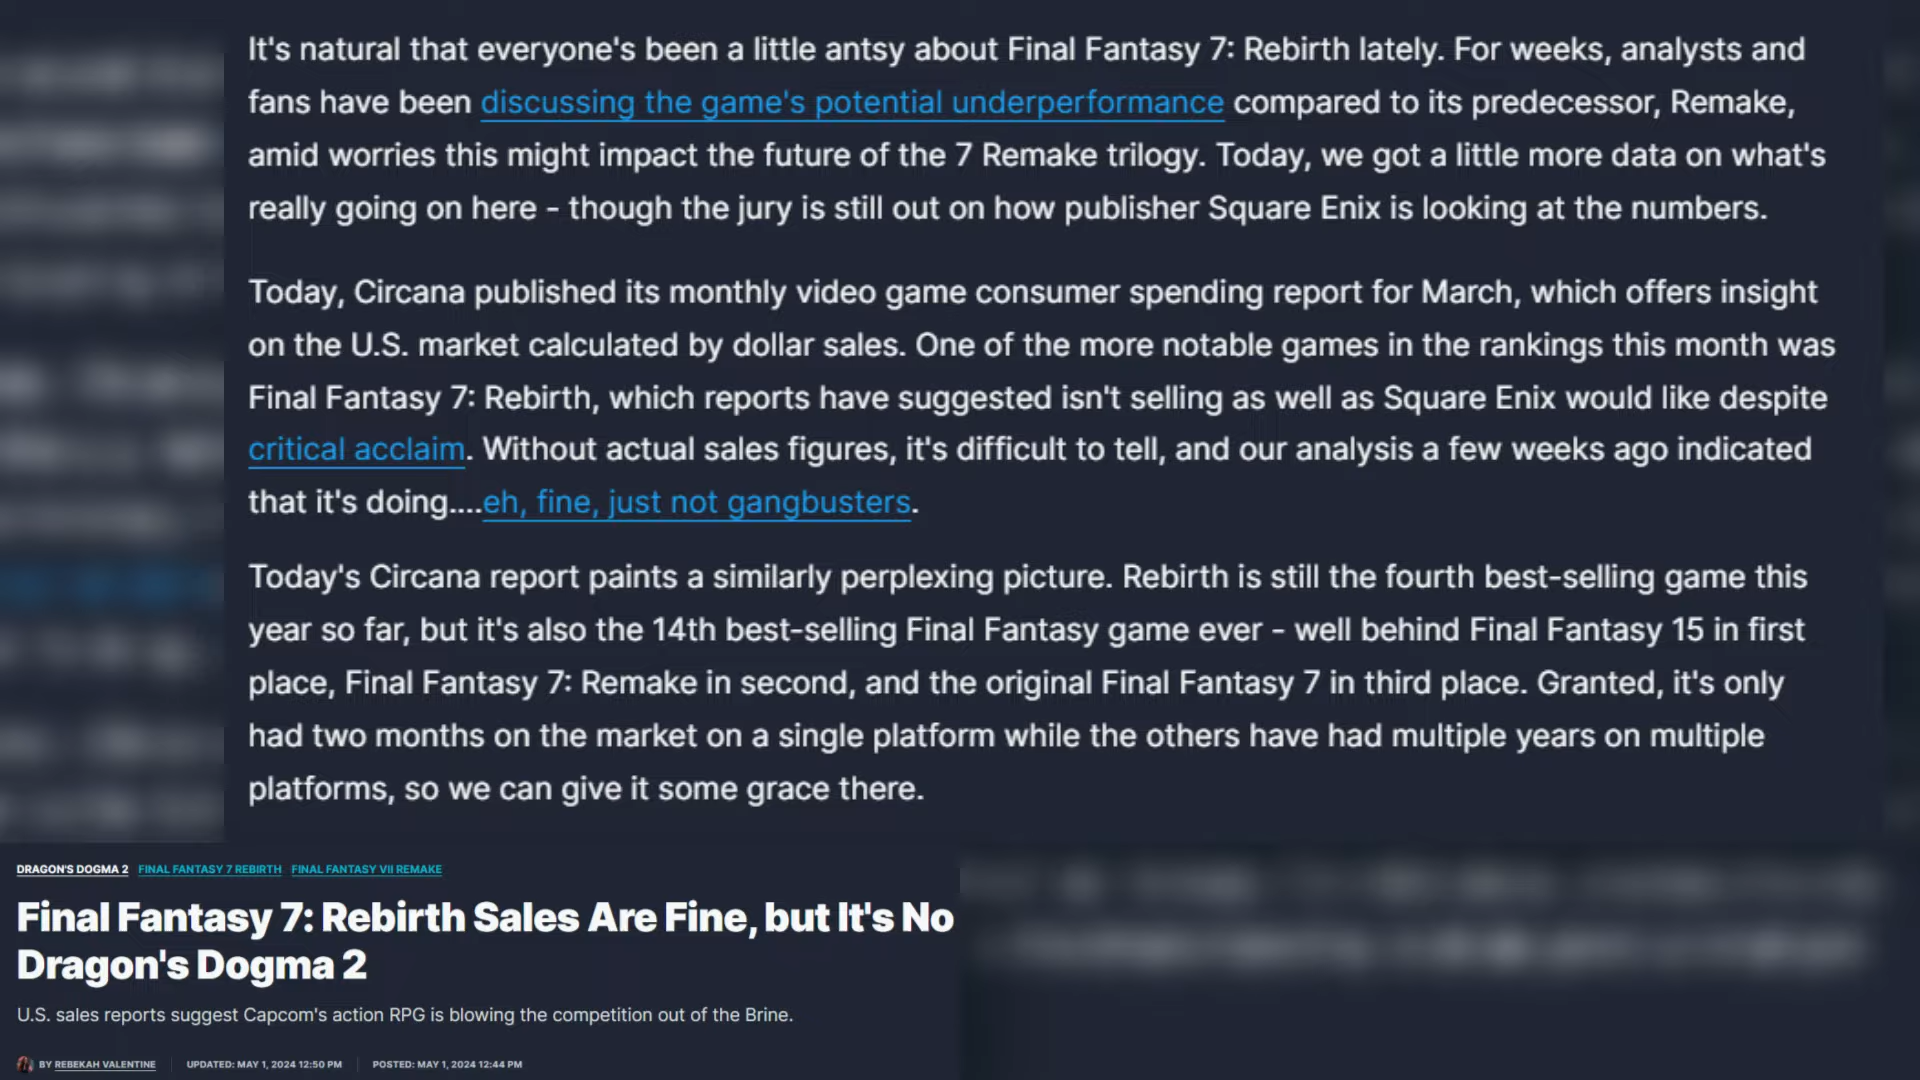 It's natural that everyone's been a little antsy about Final Fantasy 7: Rebirth lately. For weeks, analysts and
fans have been discussing the game's potential underperformance compared to its predecessor, Remake,
amid worries this might impact the future of the 7 Remake trilogy. Today, we got a little more data on what's
really going on here - though the jury is still out on how publisher Square Enix is looking at the numbers.
Today, Circana published its monthly video game consumer spending report for March, which offers insight
on the U.S. market calculated by dollar sales. One of the more notable games in the rankings this month was
Final Fantasy 7: Rebirth, which reports have suggested isn't selling as well as Square Enix would like despite
critical acclaim. Without actual sales figures, it's difficult to tell, and our analysis a few weeks ago indicated
that it's doing....eh, fine, just not gangbusters.
Today's Circana report paints a similarly perplexing picture. Rebirth is still the fourth best-selling game this
year so far, but it's also the 14th best-selling Final Fantasy game ever - well behind Final Fantasy 15 in first
place, Final Fantasy 7: Remake in second, and the original Final Fantasy 7 in third place. Granted, it's only
had two months on the market on a single platform while the others have had multiple years on multiple
platforms, so we can give it some grace there.
DRAGON'S DOGMA 2 FINAL FANTASY 7 REBIRTH FINAL FANTASY VII REMAKE
Final Fantasy 7: Rebirth Sales Are Fine, but It's No
Dragon's Dogma 2
U.S. sales reports suggest Capcom's action RPG is blowing the competition out of the Brine.
BY REBEKAH VALENTINE UPDATED: MAY 1, 2024 12:50 PM POSTED: MAY 1, 2024 12:44 PM